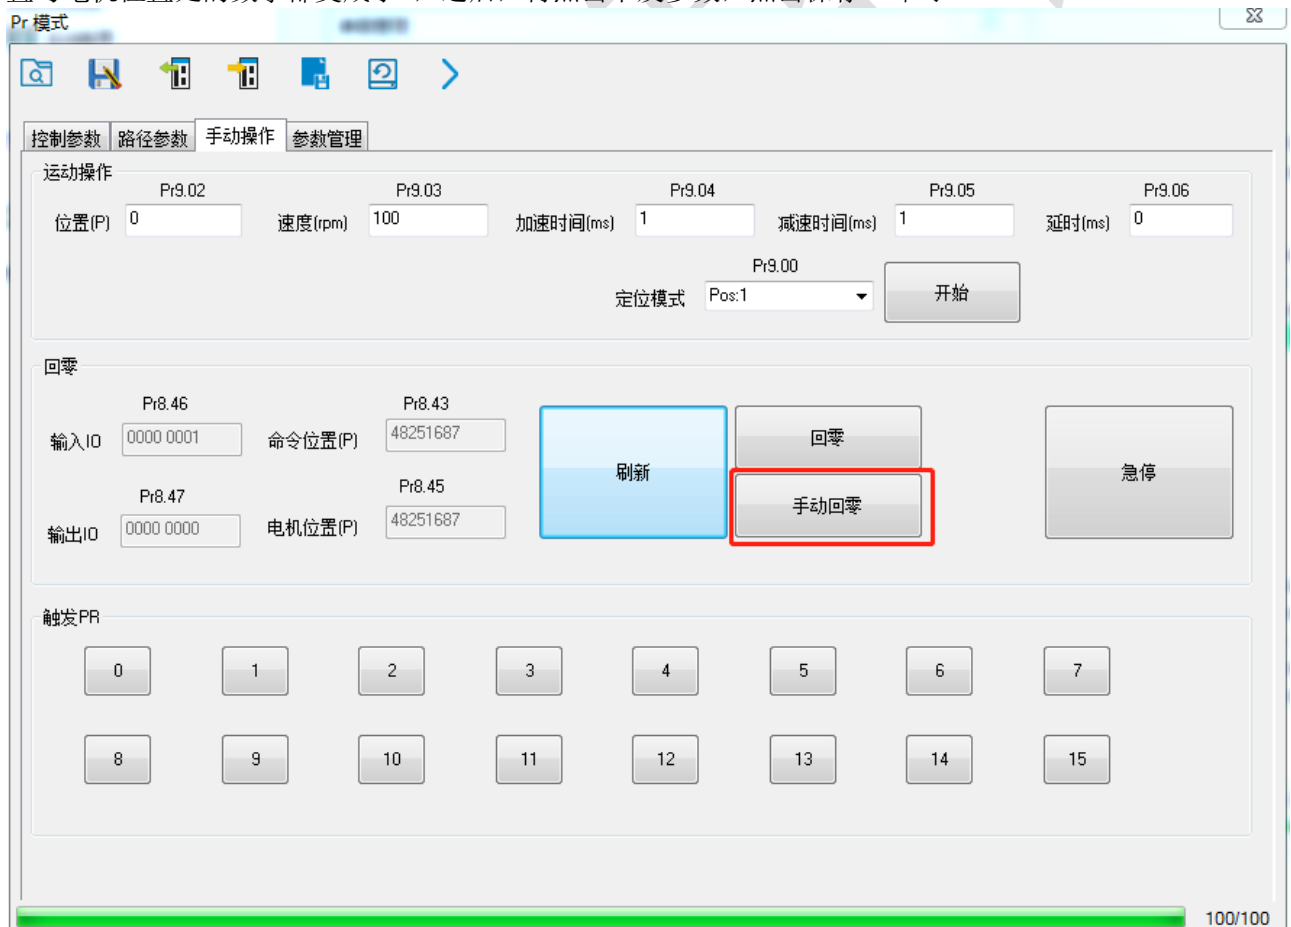 Pr 模式
控制参数 路径参数 手动操作 参数管理
运动操作
Pr9.02 Pr9.03 Pr9.04 Pr9.05 Pr9.06
位置(P) 0 速度(rpm) 100 加速时间(ms) 1 减速时间(ms) 1 延时(ms) 0
Pr9.00
定位模式 Pos:1 开始
回零
Pr8.46 Pr8.43
输入IO 0000 0001 命令位置(P) 48251687
刷新 回零 手动回零 急停
Pr8.47 Pr8.45
输出IO 0000 0000 电机位置(P) 48251687
触发PR
0 1 2 3 4 5 6 7
8 9 10 11 12 13 14 15
100/100